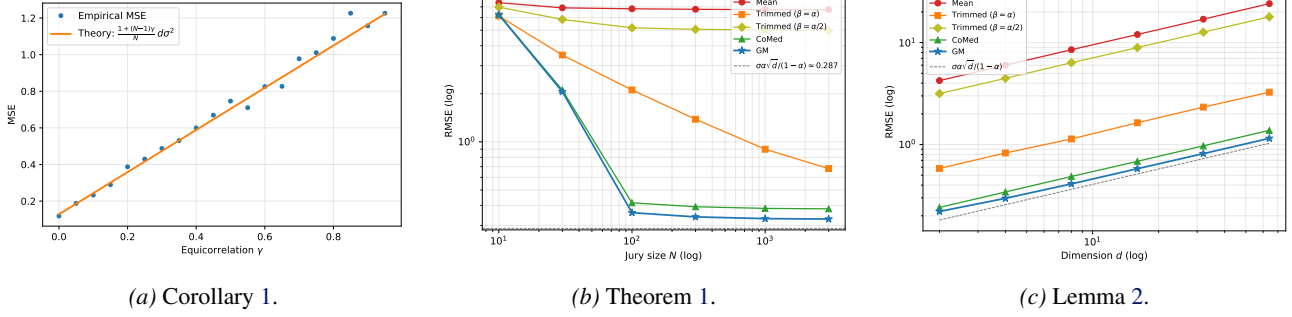 Empirical MSE
Theory: \frac{1+(N−1)γ}{N} dσ²
MSE
1.2
1.0
0.8
0.6
0.4
0.2
0.0 0.2 0.4 0.6 0.8
Equicorrelation γ
(a) Corollary 1.
Mean
Trimmed (β = α)
Trimmed (β = α/2)
CoMed
GM
σα√d/(1 − α) ≈ 0.287
RMSE (log)
10⁰
10¹ 10² 10³
Jury size N (log)
(b) Theorem 1.
Mean
Trimmed (β = α)
Trimmed (β = α/2)
CoMed
GM
σα√d/(1 − α)
RMSE (log)
10¹
10⁰
10¹
Dimension d (log)
(c) Lemma 2.